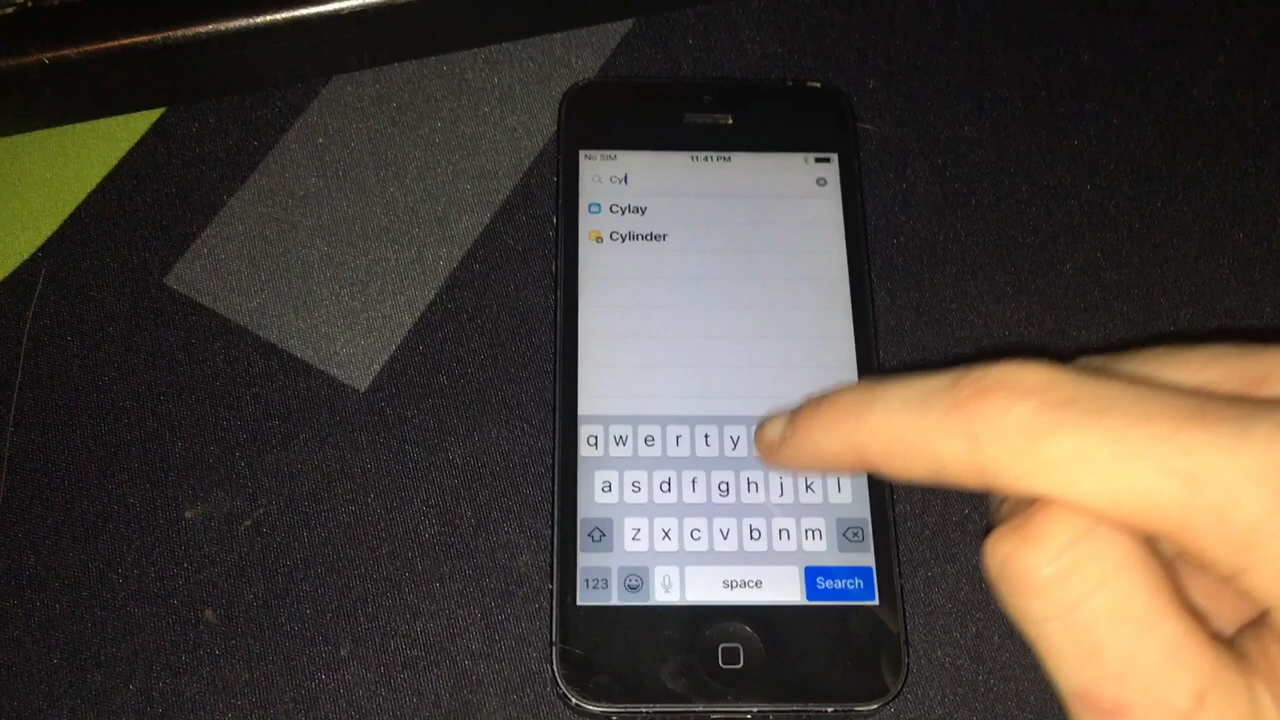 No SIM 11:41 PM
Cyl
Cylay
Cylinder
q w e r t y
a s d f g h j k l
z x c v b n m
123 space Search